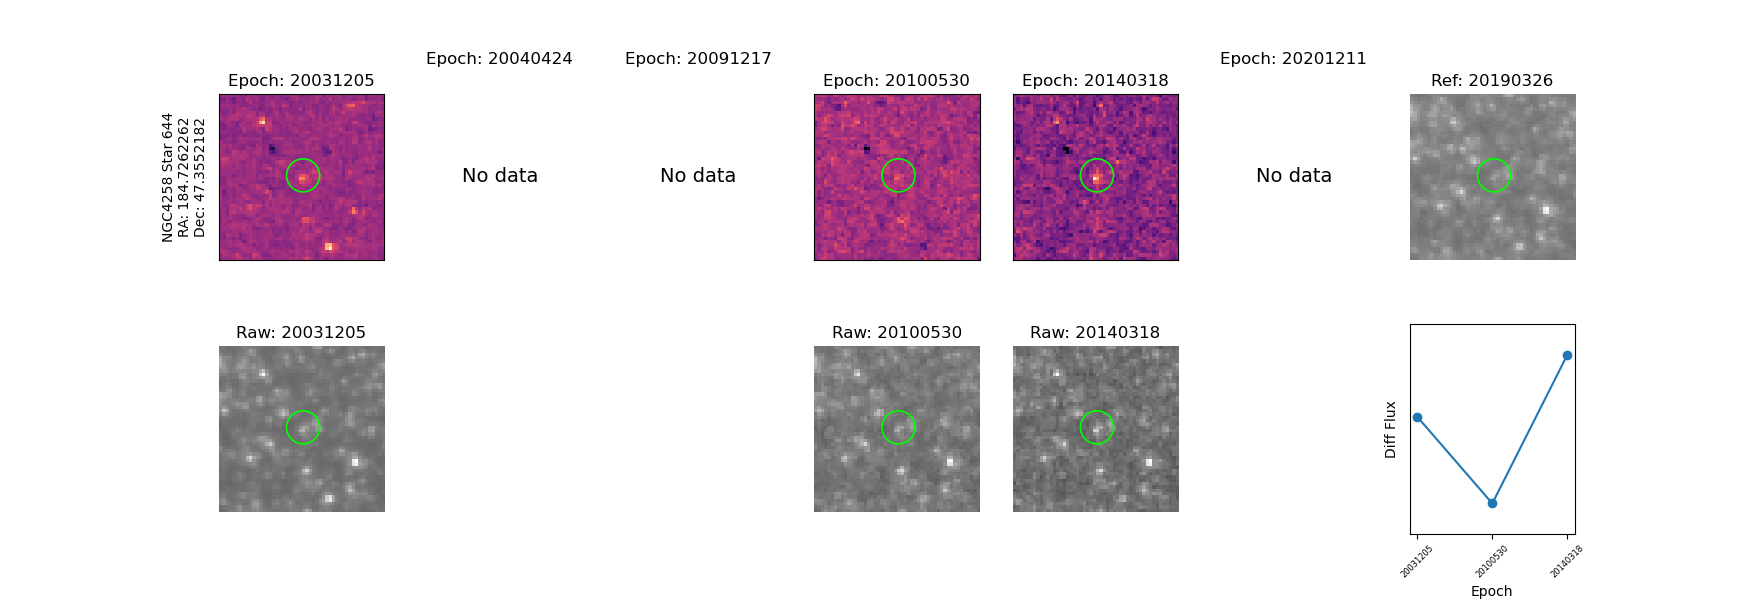 Epoch: 20040424
Epoch: 20091217
Epoch: 20201211
Epoch: 20031205
Epoch: 20100530
Epoch: 20140318
Ref: 20190326
NGC4258 Star 644
RA: 184.7262262
Dec: 47.3552182
No data
No data
No data
Raw: 20031205
Raw: 20100530
Raw: 20140318
Diff Flux
20031205
20100530
20140318
Epoch